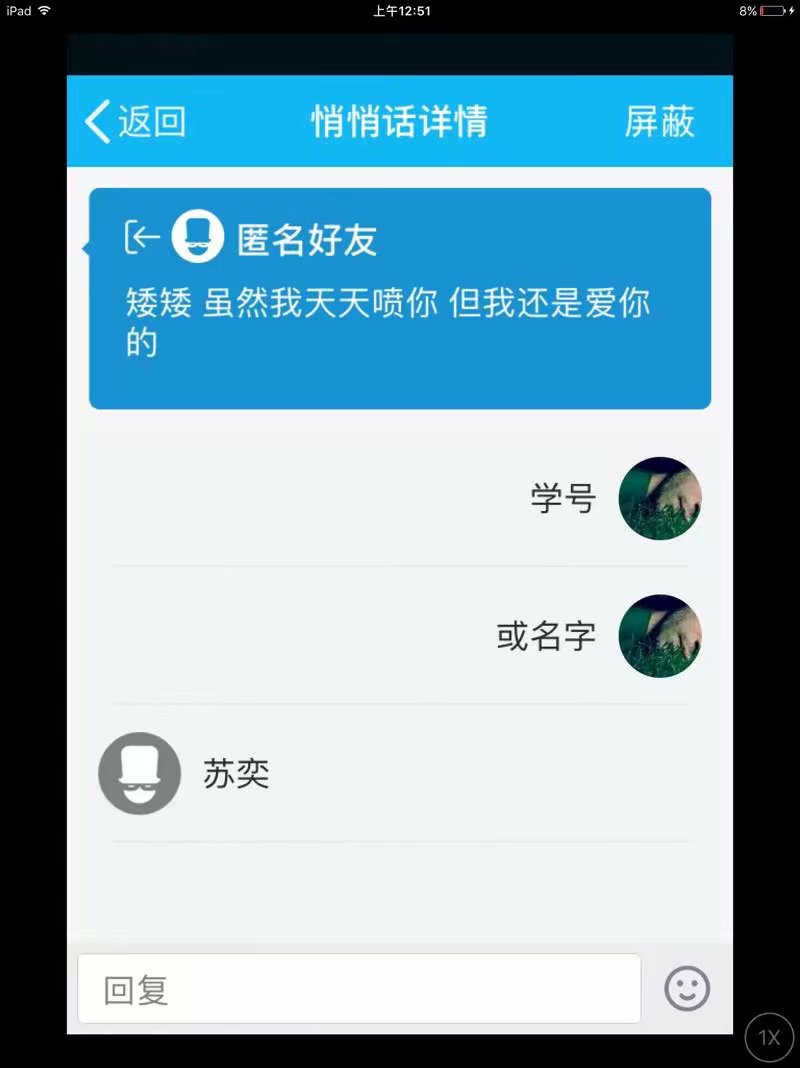 iPad 上午12:51 8%
返回 悄悄话详情 屏蔽
匿名好友
矮矮 虽然我天天喷你 但我还是爱你
的
学号
或名字
苏奕
回复
1X